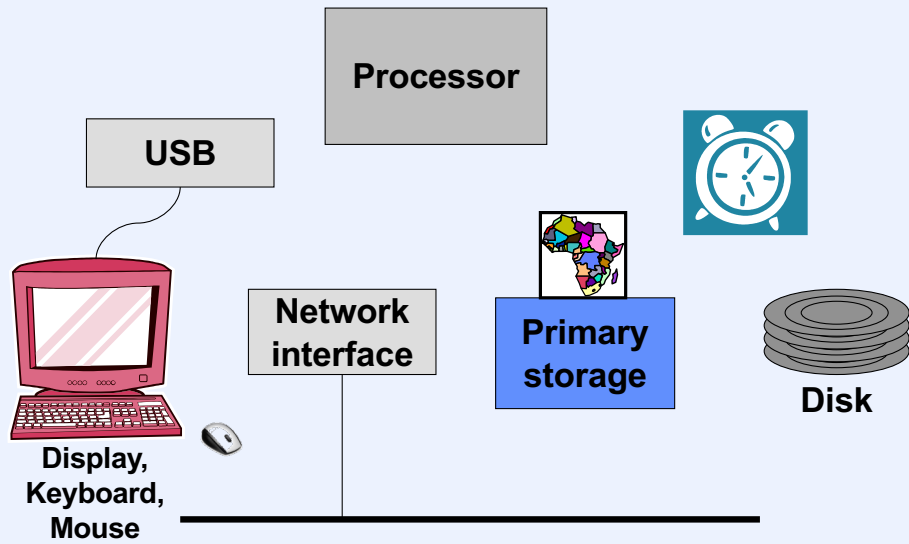 Processor
USB
Network
interface
Primary
storage
Disk
Display,
Keyboard,
Mouse